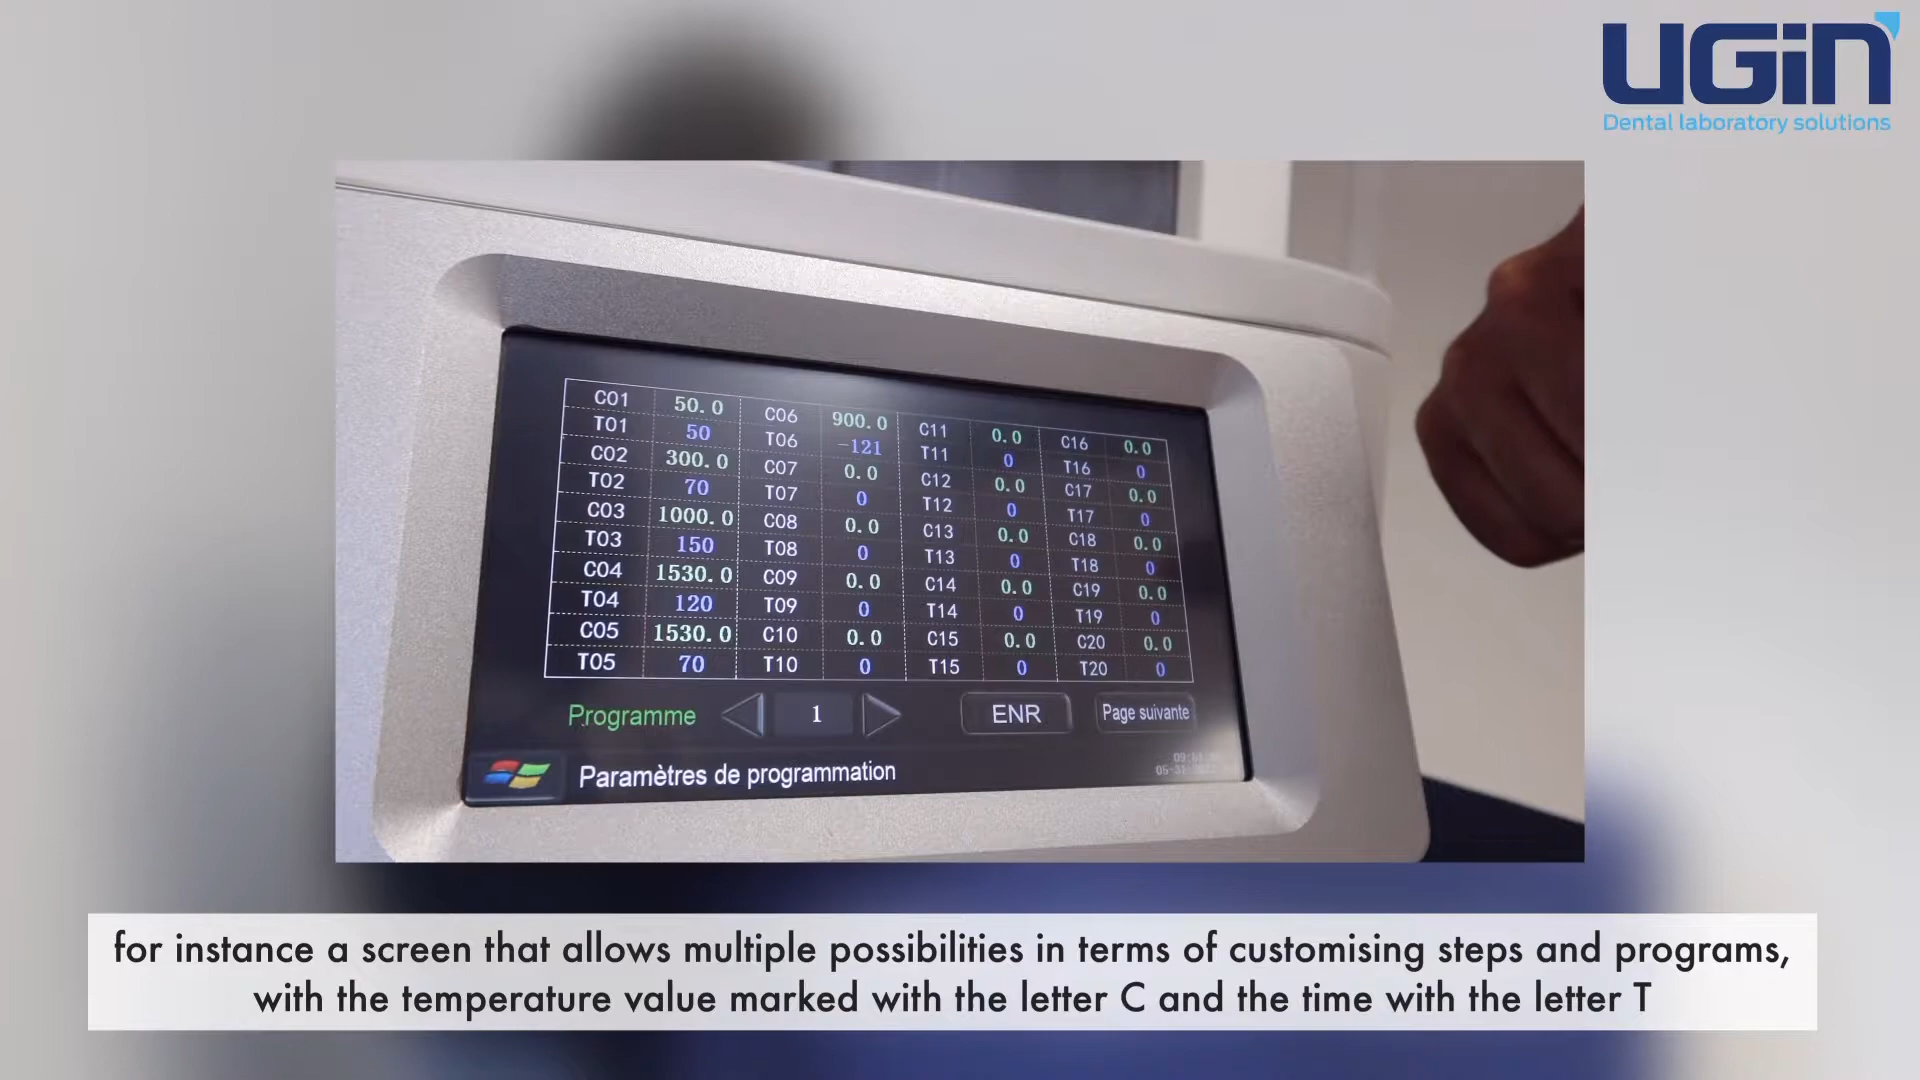 UGiN
Dental laboratory solutions
C01 50.0 C06 900.0 C11 0.0 C16 0.0
T01 50 T06 -121 T11 0 T16 0
C02 300.0 C07 0.0 C12 0.0 C17 0.0
T02 70 T07 0 T12 0 T17 0
C03 1000.0 C08 0.0 C13 0.0 C18 0.0
T03 150 T08 0 T13 0 T18 0
C04 1530.0 C09 0.0 C14 0.0 C19 0.0
T04 120 T09 0 T14 0 T19 0
C05 1530.0 C10 0.0 C15 0.0 C20 0.0
T05 70 T10 0 T15 0 T20 0
Programme 1 ENR Page suivante
Paramètres de programmation
for instance a screen that allows multiple possibilities in terms of customising steps and programs,
with the temperature value marked with the letter C and the time with the letter T